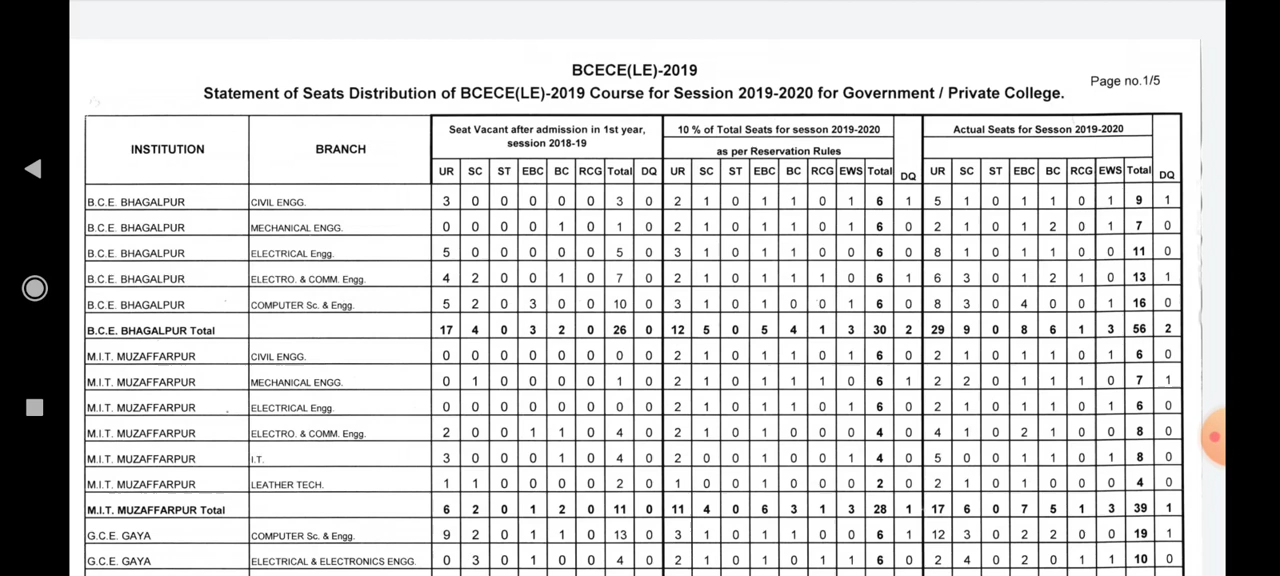 BCECE(LE)-2019
Page no.1/5
Statement of Seats Distribution of BCECE(LE)-2019 Course for Session 2019-2020 for Government / Private College.
INSTITUTION BRANCH Seat Vacant after admission in 1st year, session 2018-19 10 % of Total Seats for sesson 2019-2020 as per Reservation Rules DQ Actual Seats for Sesson 2019-2020 DQ
UR SC ST EBC BC RCG Total DQ UR SC ST EBC BC RCG EWS Total UR SC ST EBC BC RCG EWS Total
B.C.E. BHAGALPUR CIVIL ENGG. 3 0 0 0 0 0 3 0 2 1 0 1 1 0 1 6 1 5 1 0 1 1 0 1 9 1
B.C.E. BHAGALPUR MECHANICAL ENGG. 0 0 0 0 1 0 1 0 2 1 0 1 1 0 1 6 0 2 1 0 1 2 0 1 7 0
B.C.E. BHAGALPUR ELECTRICAL Engg. 5 0 0 0 0 0 5 0 3 1 0 1 1 0 0 6 0 8 1 0 1 1 0 0 11 0
B.C.E. BHAGALPUR ELECTRO. & COMM. Engg. 4 2 0 0 1 0 7 0 2 1 0 1 1 1 0 6 1 6 3 0 1 2 1 0 13 1
B.C.E. BHAGALPUR COMPUTER Sc. & Engg. 5 2 0 3 0 0 10 0 3 1 0 1 0 0 1 6 0 8 3 0 4 0 0 1 16 0
B.C.E. BHAGALPUR Total 17 4 0 3 2 0 26 0 12 5 0 5 4 1 3 30 2 29 9 0 8 6 1 3 56 2
M.I.T. MUZAFFARPUR CIVIL ENGG. 0 0 0 0 0 0 0 0 2 1 0 1 1 0 1 6 0 2 1 0 1 1 0 1 6 0
M.I.T. MUZAFFARPUR MECHANICAL ENGG. 0 1 0 0 0 0 1 0 2 1 0 1 1 1 0 6 1 2 2 0 1 1 1 0 7 1
M.I.T. MUZAFFARPUR ELECTRICAL Engg. 0 0 0 0 0 0 0 0 2 1 0 1 1 0 1 6 0 2 1 0 1 1 0 1 6 0
M.I.T. MUZAFFARPUR ELECTRO. & COMM. Engg. 2 0 0 1 1 0 4 0 2 1 0 1 0 0 0 4 0 4 1 0 2 1 0 0 8 0
M.I.T. MUZAFFARPUR I.T. 3 0 0 0 1 0 4 0 2 0 0 1 0 0 1 4 0 5 0 0 1 1 0 1 8 0
M.I.T. MUZAFFARPUR LEATHER TECH. 1 1 0 0 0 0 2 0 1 0 0 1 0 0 0 2 0 2 1 0 1 0 0 0 4 0
M.I.T. MUZAFFARPUR Total 6 2 0 1 2 0 11 0 11 4 0 6 3 1 3 28 1 17 6 0 7 5 1 3 39 1
G.C.E. GAYA COMPUTER Sc. & Engg. 9 2 0 1 1 0 13 0 3 1 0 1 1 0 0 6 1 12 3 0 2 2 0 0 19 1
G.C.E. GAYA ELECTRICAL & ELECTRONICS ENGG. 0 3 0 1 0 0 4 0 2 1 0 1 0 1 1 6 0 2 4 0 2 0 1 1 10 0